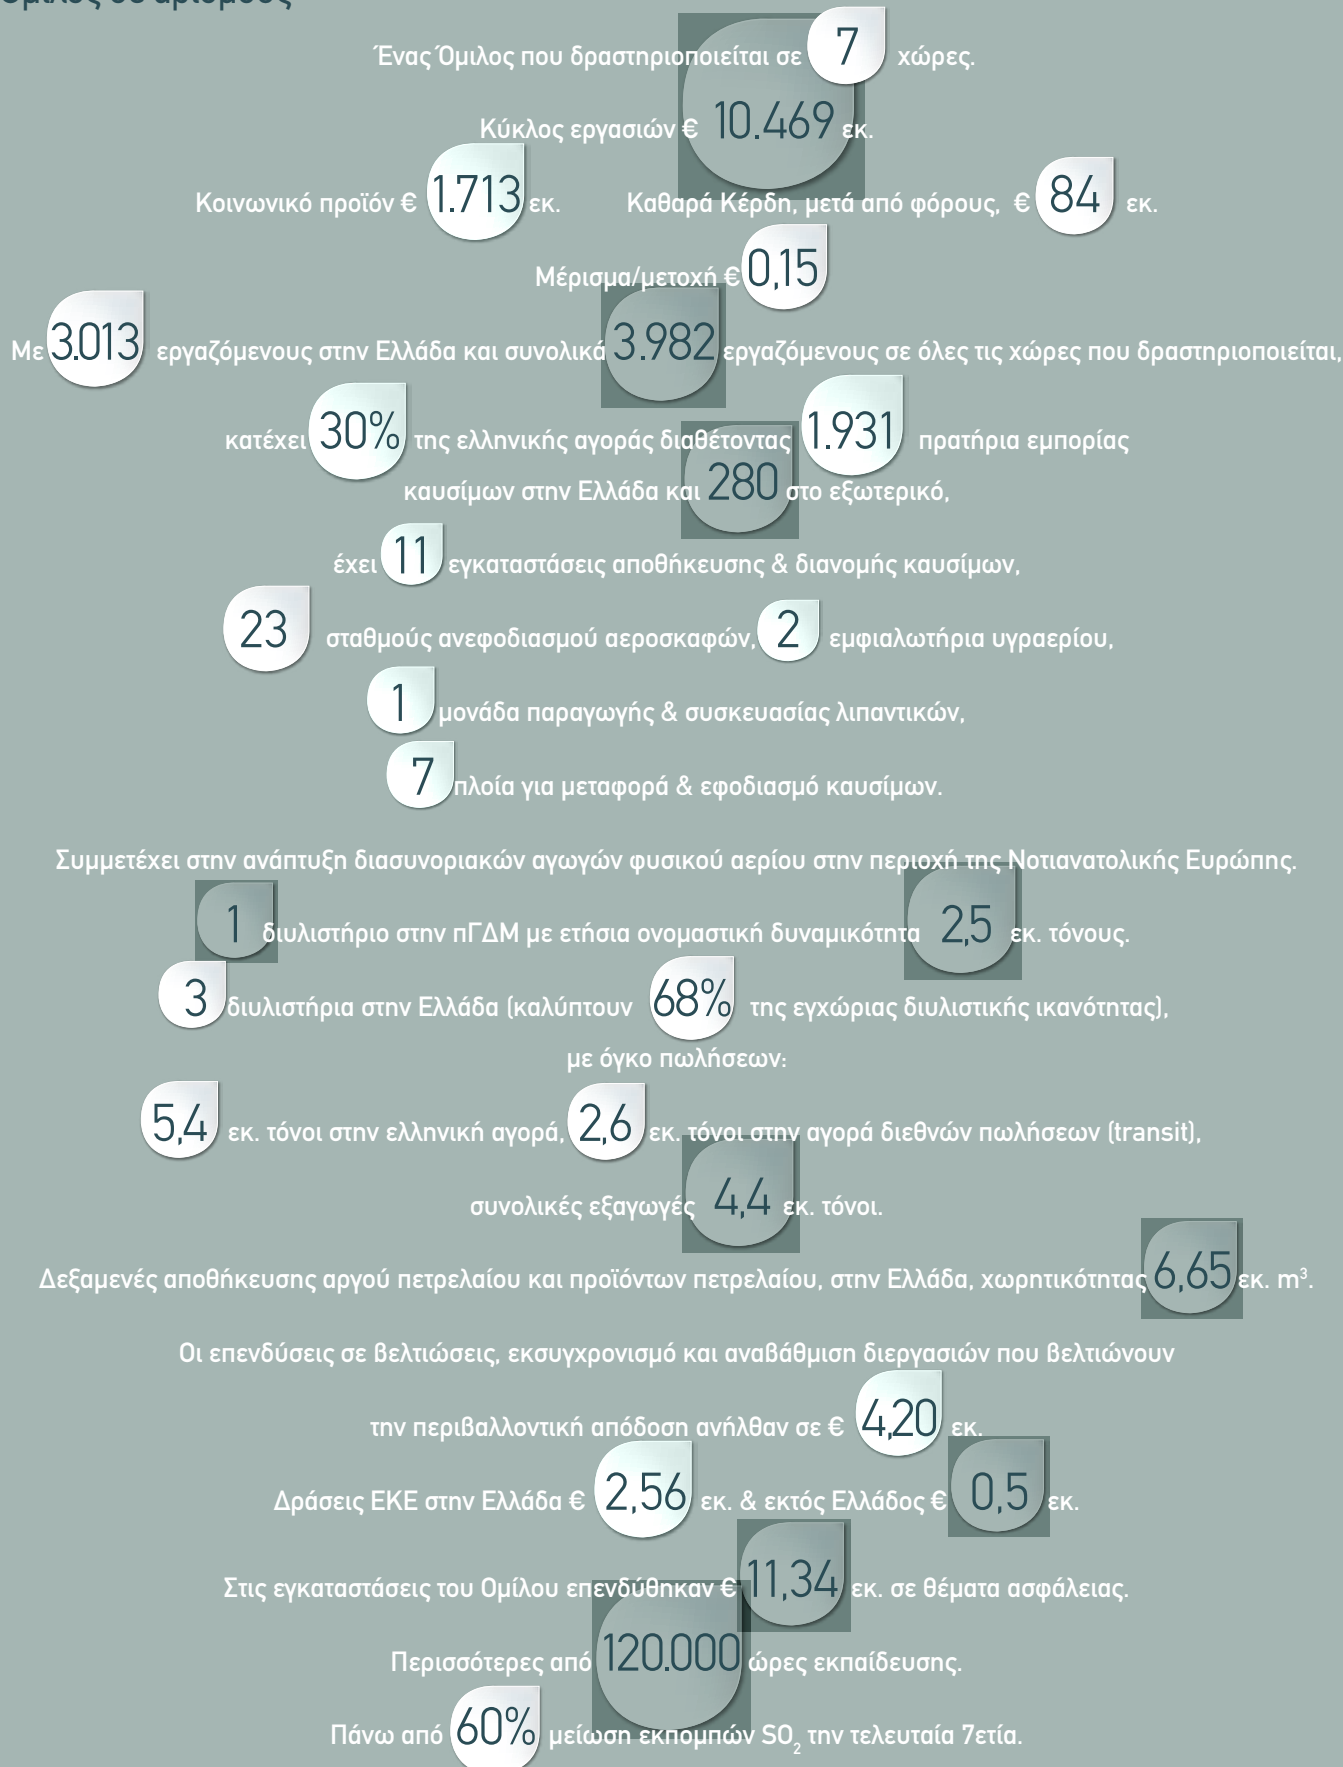 Όμιλος σε αριθμούς
Ένας Όμιλος που δραστηριοποιείται σε 7 χώρες.
Κύκλος εργασιών € 10.469 εκ.
Κοινωνικό προϊόν € 1.713 εκ. Καθαρά Κέρδη, μετά από φόρους, € 84 εκ.
Μέρισμα/μετοχή € 0,15
Με 3.013 εργαζόμενους στην Ελλάδα και συνολικά 3.982 εργαζόμενους σε όλες τις χώρες που δραστηριοποιείται,
κατέχει 30% της ελληνικής αγοράς διαθέτοντας 1.931 πρατήρια εμπορίας
καυσίμων στην Ελλάδα και 280 στο εξωτερικό,
έχει 11 εγκαταστάσεις αποθήκευσης & διανομής καυσίμων,
23 σταθμούς ανεφοδιασμού αεροσκαφών, 2 εμφιαλωτήρια υγραερίου,
1 μονάδα παραγωγής & συσκευασίας λιπαντικών,
7 πλοία για μεταφορά & εφοδιασμό καυσίμων.
Συμμετέχει στην ανάπτυξη διασυνοριακών αγωγών φυσικού αερίου στην περιοχή της Νοτιανατολικής Ευρώπης.
1 διυλιστήριο στην πΓΔΜ με ετήσια ονομαστική δυναμικότητα 2,5 εκ. τόνους.
3 διυλιστήρια στην Ελλάδα (καλύπτουν 68% της εγχώριας διυλιστικής ικανότητας),
με όγκο πωλήσεων:
5,4 εκ. τόνοι στην ελληνική αγορά, 2,6 εκ. τόνοι στην αγορά διεθνών πωλήσεων (transit),
συνολικές εξαγωγές 4,4 εκ. τόνοι.
Δεξαμενές αποθήκευσης αργού πετρελαίου και προϊόντων πετρελαίου, στην Ελλάδα, χωρητικότητας 6,65 εκ. m³.
Οι επενδύσεις σε βελτιώσεις, εκσυγχρονισμό και αναβάθμιση διεργασιών που βελτιώνουν
την περιβαλλοντική απόδοση ανήλθαν σε € 4,20 εκ.
Δράσεις ΕΚΕ στην Ελλάδα € 2,56 εκ. & εκτός Ελλάδος € 0,5 εκ.
Στις εγκαταστάσεις του Ομίλου επενδύθηκαν € 11,34 εκ. σε θέματα ασφάλειας.
Περισσότερες από 120.000 ώρες εκπαίδευσης.
Πάνω από 60% μείωση εκπομπών SO₂ την τελευταία 7ετία.